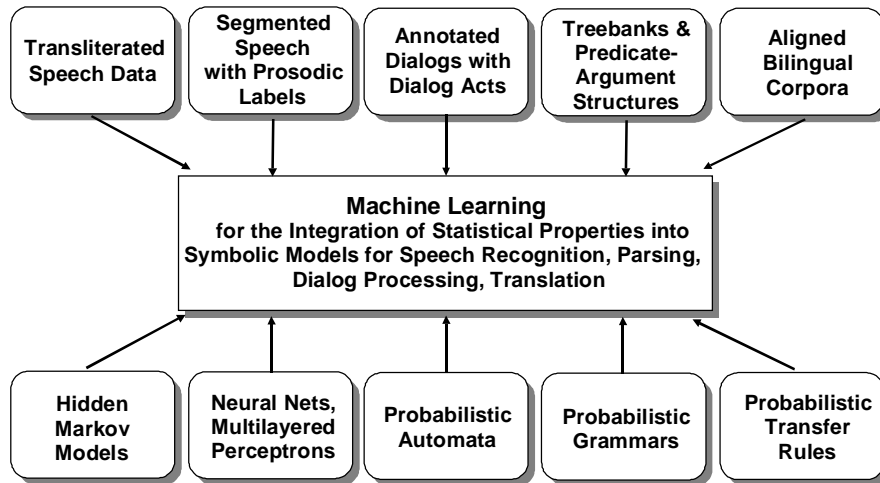 Transliterated
Speech Data
Segmented
Speech
with Prosodic
Labels
Annotated
Dialogs with
Dialog Acts
Treebanks &
Predicate-
Argument
Structures
Aligned
Bilingual
Corpora
Machine Learning
for the Integration of Statistical Properties into
Symbolic Models for Speech Recognition, Parsing,
Dialog Processing, Translation
Hidden
Markov
Models
Neural Nets,
Multilayered
Perceptrons
Probabilistic
Automata
Probabilistic
Grammars
Probabilistic
Transfer
Rules